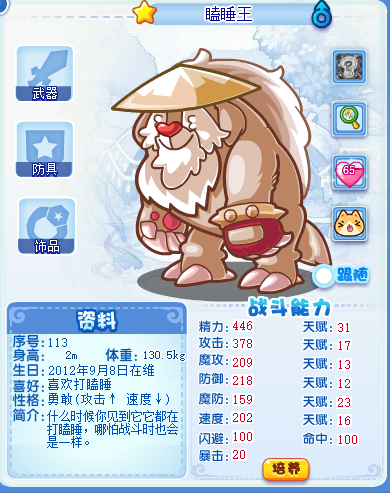 瞌睡王
武器
防具
饰品
65
跟随
资料
序号:113
身高: 2m 体重:130.5kg
生日:2012年9月8日在维
喜好:喜欢打瞌睡
性格:勇敢(攻击↑ 速度↓)
简介:什么时候你见到它它都在
打瞌睡，哪怕战斗时也会
是一样。
战斗能力
精力:446 天赋:31
攻击:378 天赋:17
魔攻:209 天赋:13
防御:218 天赋:12
魔防:159 天赋:23
速度:202 天赋:16
闪避:100 命中:100
暴击:20
培养